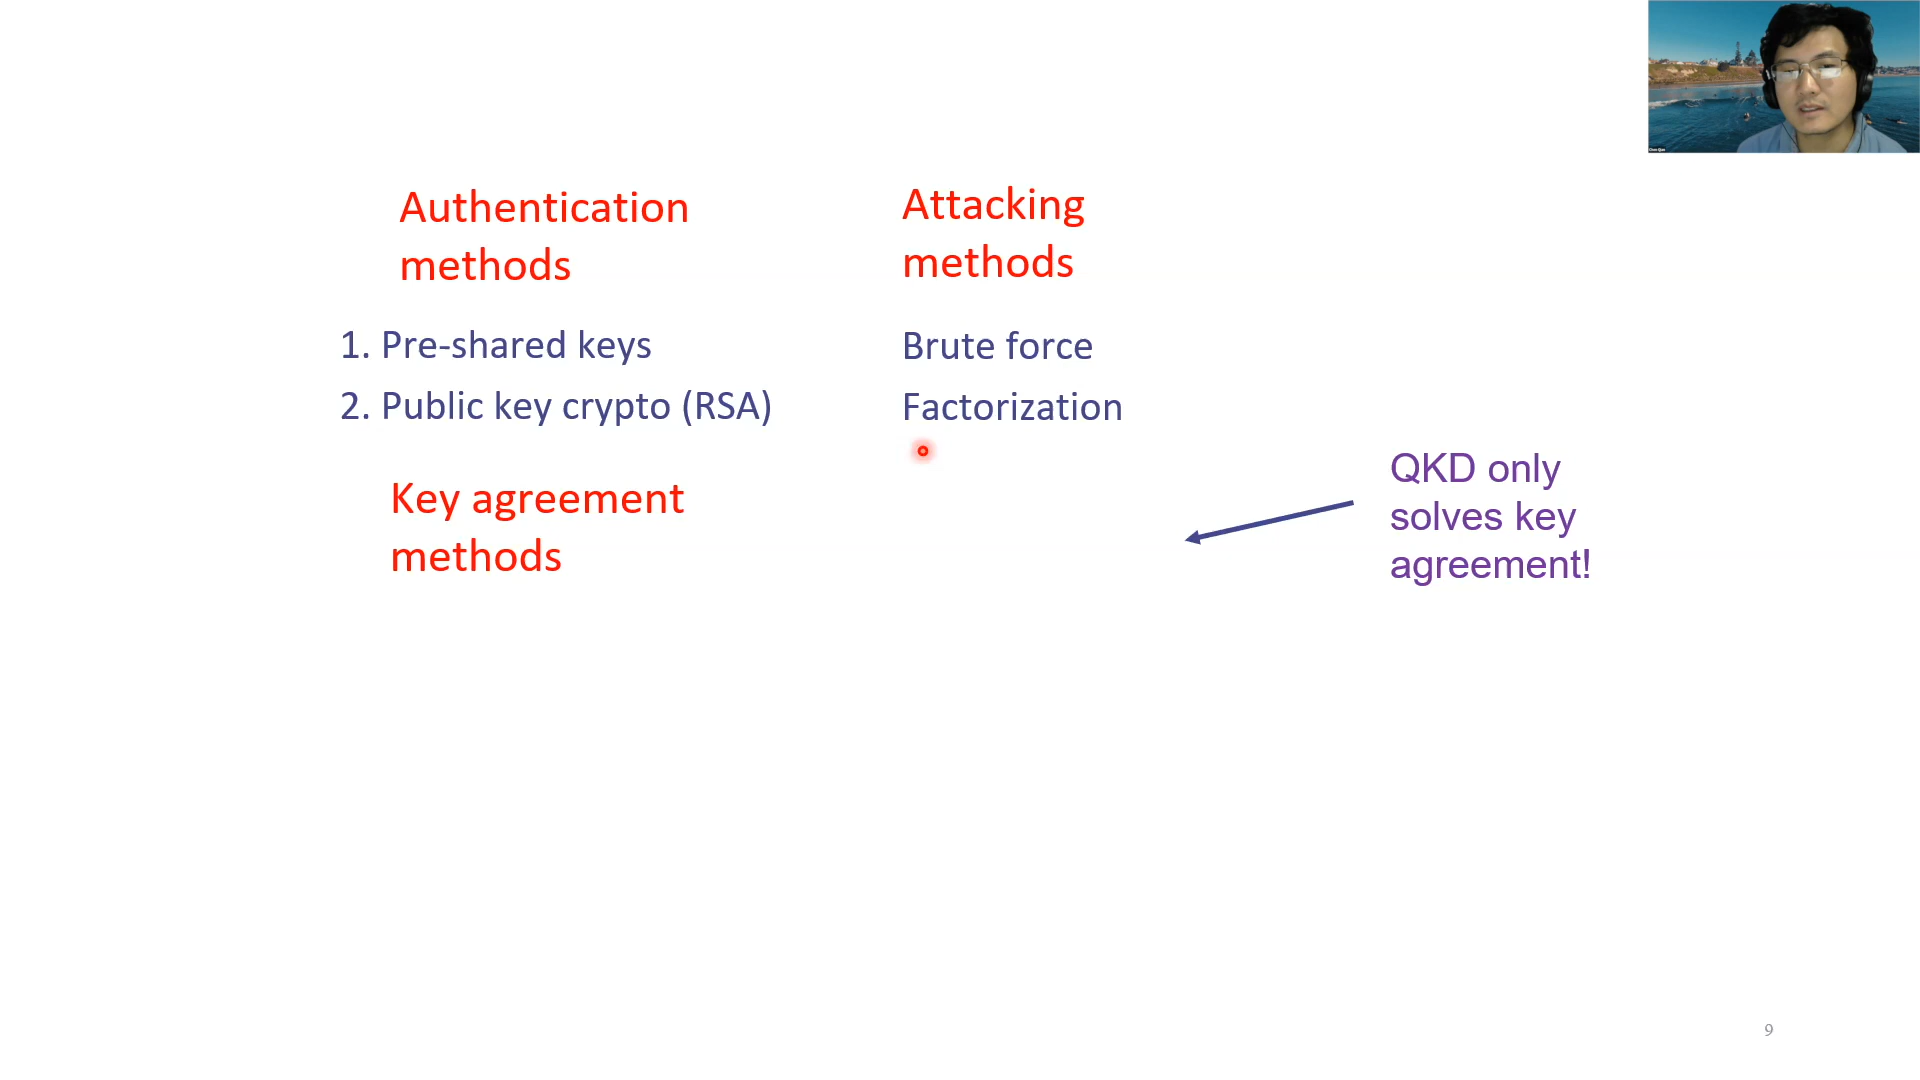 Authentication
methods
Attacking
methods
1. Pre-shared keys
Brute force
2. Public key crypto (RSA)
Factorization
Key agreement
methods
QKD only
solves key
agreement!
9